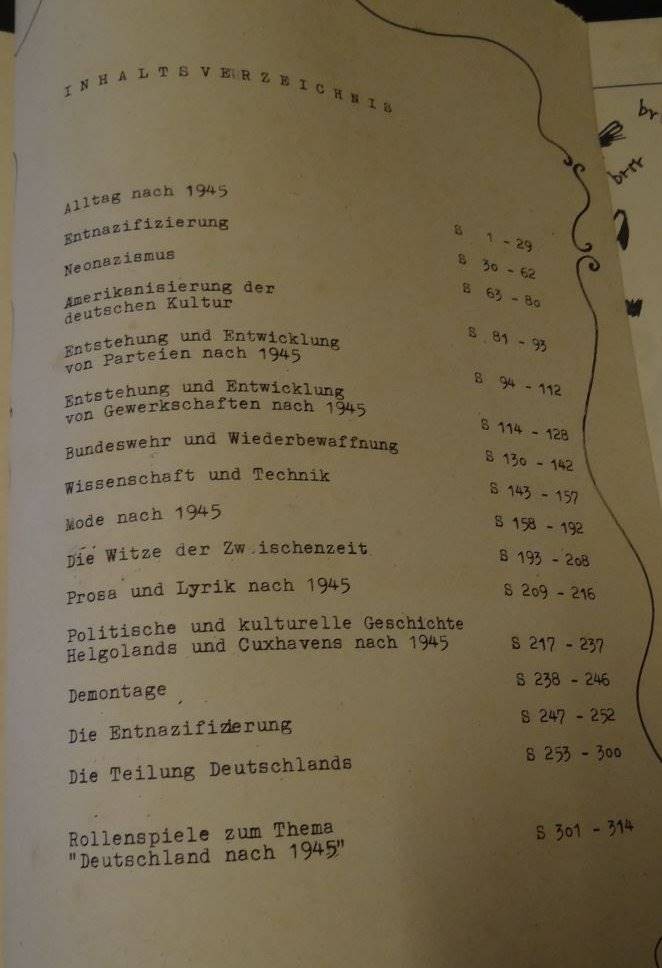 INHALTSVERZEICHNIS
Alltag nach 1945 S 1 - 29
Entnazifizierung S 30 - 62
Neonazismus S 63 - 80
Amerikanisierung der
deutschen Kultur S 81 - 93
Entstehung und Entwicklung
von Parteien nach 1945 S 94 - 112
Entstehung und Entwicklung
von Gewerkschaften nach 1945 S 114 - 128
Bundeswehr und Wiederbewaffnung S 130 - 142
Wissenschaft und Technik S 143 - 157
Mode nach 1945 S 158 - 192
Die Witze der Zwischenzeit S 193 - 208
Prosa und Lyrik nach 1945 S 209 - 216
Politische und kulturelle Geschichte
Helgolands und Cuxhavens nach 1945 S 217 - 237
Demontage S 238 - 246
Die Entnazifizierung S 247 - 252
Die Teilung Deutschlands S 253 - 300
Rollenspiele zum Thema
"Deutschland nach 1945" S 301 - 314